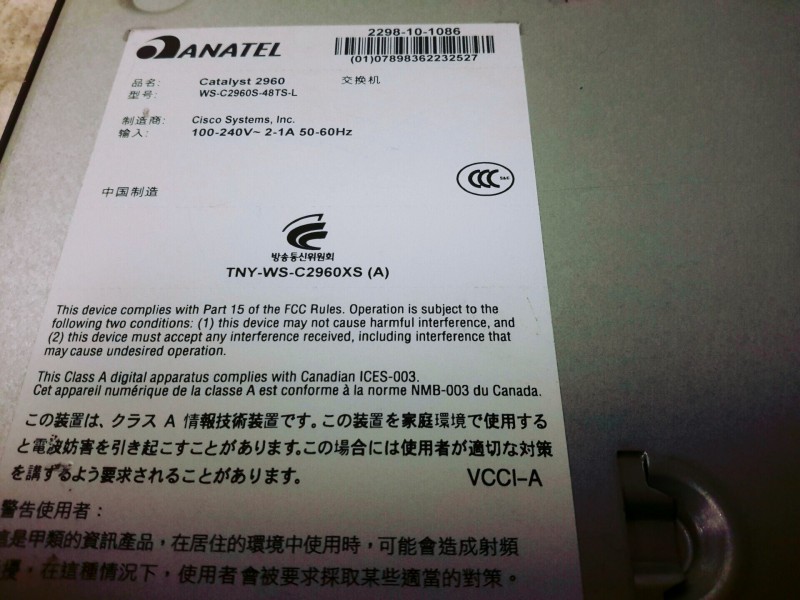 ANATEL
2298-10-1086
(01)07898362232527
品名: Catalyst 2960 交换机
型号: WS-C2960S-48TS-L
制造商: Cisco Systems, Inc.
输入: 100-240V~ 2-1A 50-60Hz
中国制造
CCC S&E
방송통신위원회
TNY-WS-C2960XS (A)
This device complies with Part 15 of the FCC Rules. Operation is subject to the
following two conditions: (1) this device may not cause harmful interference, and
(2) this device must accept any interference received, including interference that
may cause undesired operation.
This Class A digital apparatus complies with Canadian ICES-003.
Cet appareil numérique de la classe A est conforme à la norme NMB-003 du Canada.
この装置は、クラス A 情報技術装置です。この装置を家庭環境で使用する
と電波妨害を引き起こすことがあります。この場合には使用者が適切な対策
を講ずるよう要求されることがあります。 VCCI-A
警告使用者：
這是甲類的資訊產品，在居住的環境中使用時，可能會造成射頻
擾，在這種情況下，使用者會被要求採取某些適當的對策。